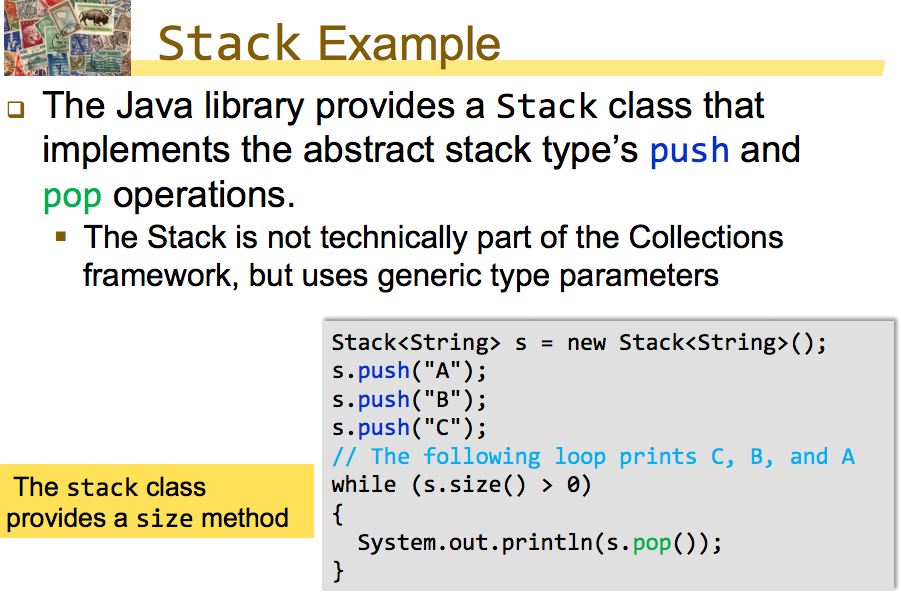 Stack Example
The Java library provides a Stack class that
implements the abstract stack type’s push and
pop operations.
The Stack is not technically part of the Collections
framework, but uses generic type parameters
Stack<String> s = new Stack<String>();
s.push("A");
s.push("B");
s.push("C");
// The following loop prints C, B, and A
while (s.size() > 0)
{
System.out.println(s.pop());
}
The stack class
provides a size method